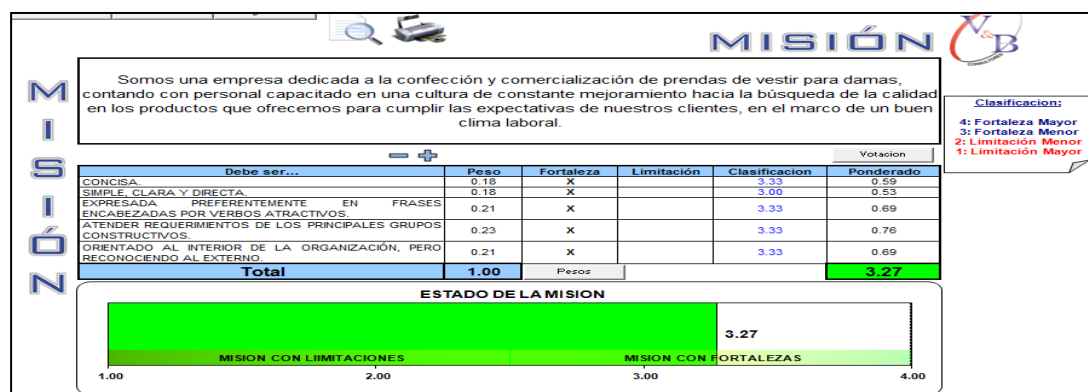 MISIÓN
V&B
CONSULTORES
MISIÓN
Somos una empresa dedicada a la confección y comercialización de prendas de vestir para damas,
contando con personal capacitado en una cultura de constante mejoramiento hacia la búsqueda de la calidad
en los productos que ofrecemos para cumplir las expectativas de nuestros clientes, en el marco de un buen
clima laboral.
Clasificacion:
4: Fortaleza Mayor
3: Fortaleza Menor
2: Limitación Menor
1: Limitación Mayor
Votacion
Debe ser... Peso Fortaleza Limitación Clasificacion Ponderado
CONCISA. 0.18 X 3.33 0.59
SIMPLE, CLARA Y DIRECTA. 0.18 X 3.00 0.53
EXPRESADA PREFERENTEMENTE EN FRASES
ENCABEZADAS POR VERBOS ATRACTIVOS. 0.21 X 3.33 0.69
ATENDER REQUERIMIENTOS DE LOS PRINCIPALES GRUPOS
CONSTRUCTIVOS. 0.23 X 3.33 0.76
ORIENTADO AL INTERIOR DE LA ORGANIZACIÓN, PERO
RECONOCIENDO AL EXTERNO. 0.21 X 3.33 0.69
Total 1.00 Pesos 3.27
ESTADO DE LA MISION
3.27
MISION CON LIIMITACIONES MISION CON FORTALEZAS
1.00 2.00 3.00 4.00